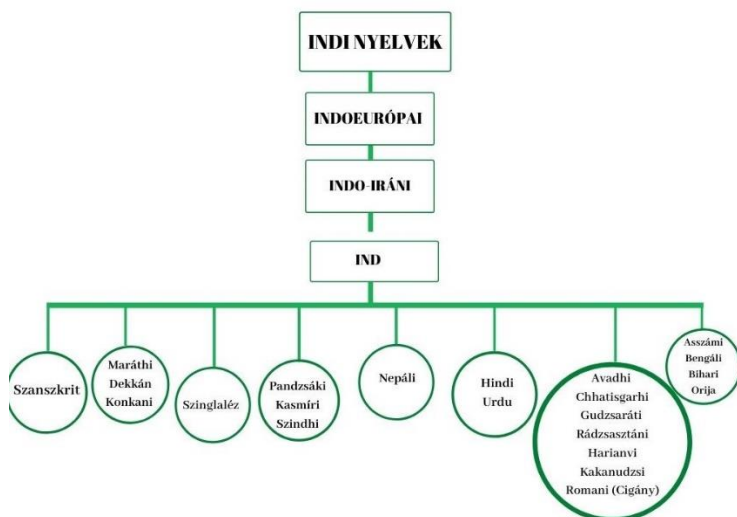 INDI NYELVEK
INDOEURÓPAI
INDO-IRÁNI
IND
Szanszkrit
Maráthi
Dekkán
Konkani
Szinglaléz
Pandzsáki
Kasmíri
Szindhi
Nepáli
Hindi
Urdu
Avadhi
Chhatisgarhi
Gudzsaráti
Rádzsasztáni
Harianvi
Kakanudzsi
Romani (Cigány)
Asszámi
Bengáli
Bihari
Orija